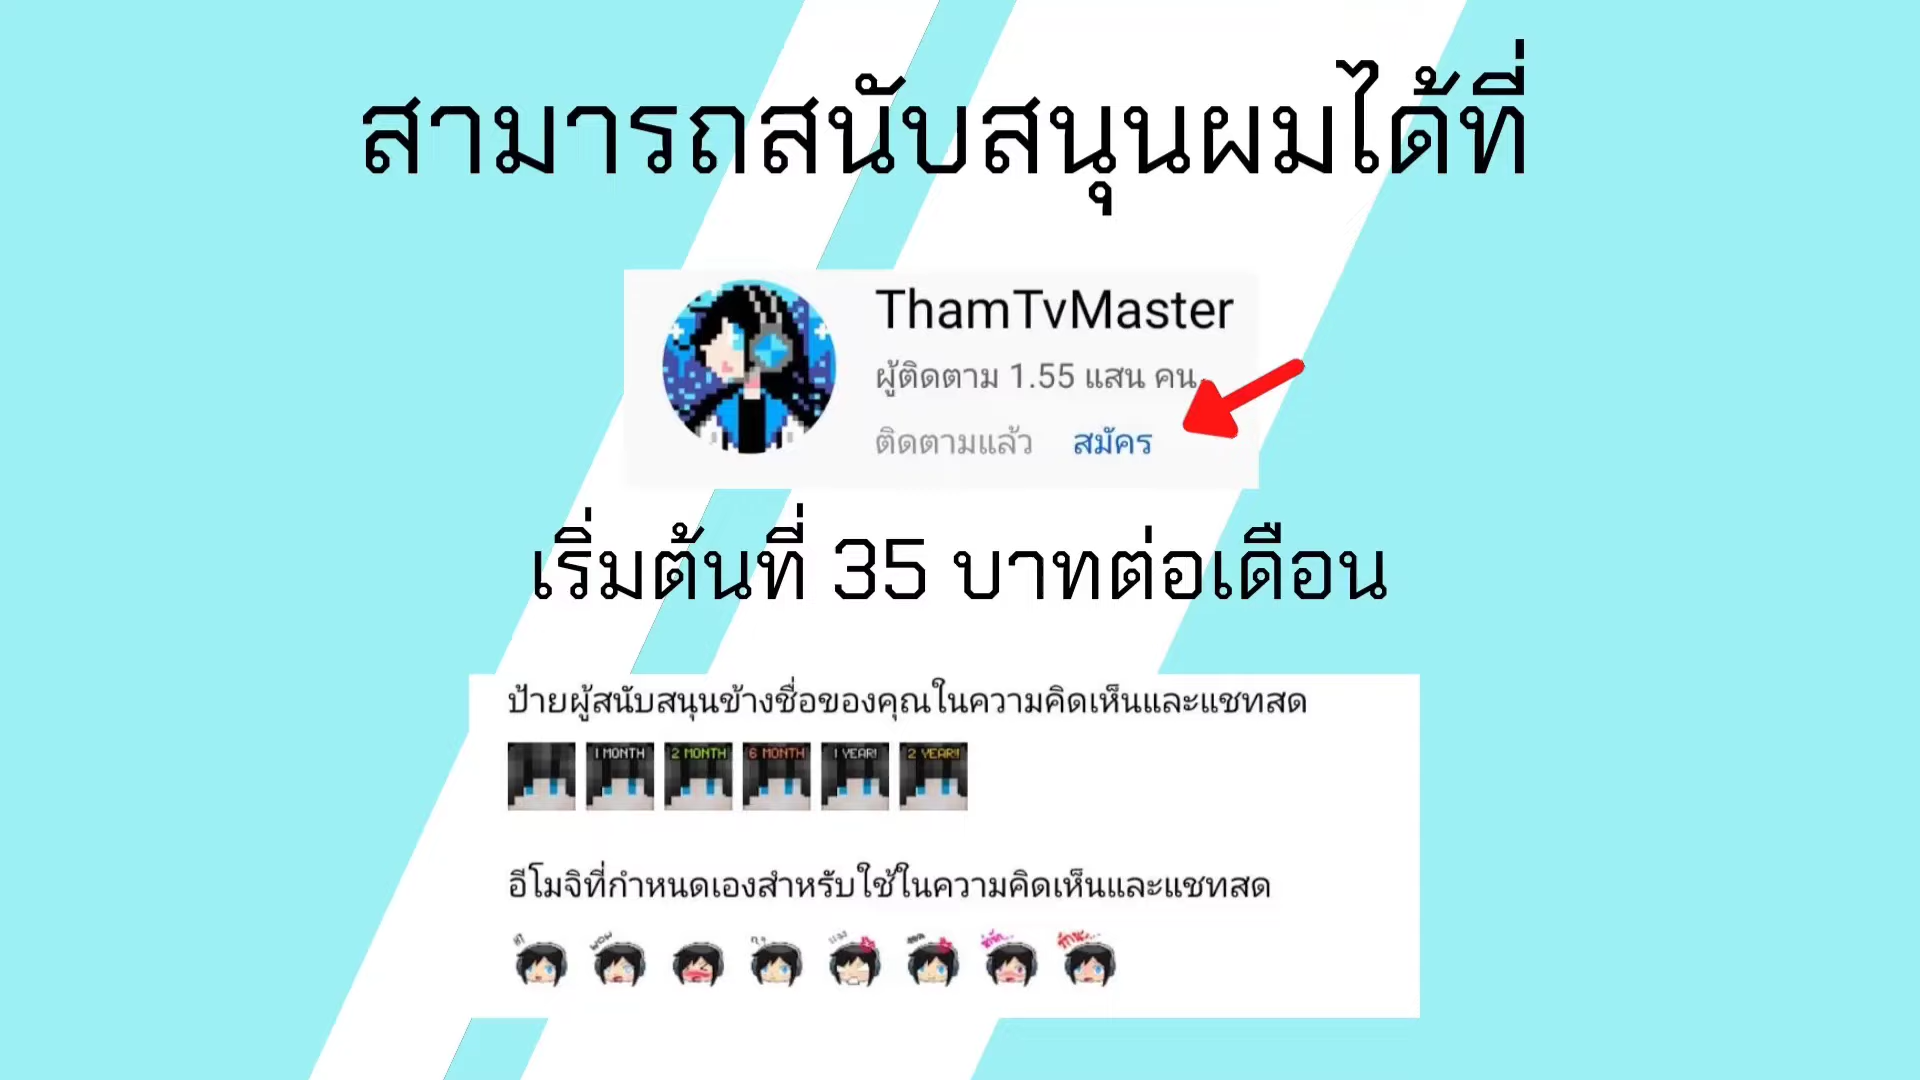 สามารถสนับสนุนผมได้ที่
ThamTvMaster
ผู้ติดตาม 1.55 แสน คน
ติดตามแล้ว สมัคร
เริ่มต้นที่ 35 บาทต่อเดือน
ป้ายผู้สนับสนุนข้างชื่อของคุณในความคิดเห็นและแชทสด
1 MONTH 2 MONTH 6 MONTH 1 YEAR! 2 YEAR!!
อีโมจิที่กำหนดเองสำหรับใช้ในความคิดเห็นและแชทสด
WOW